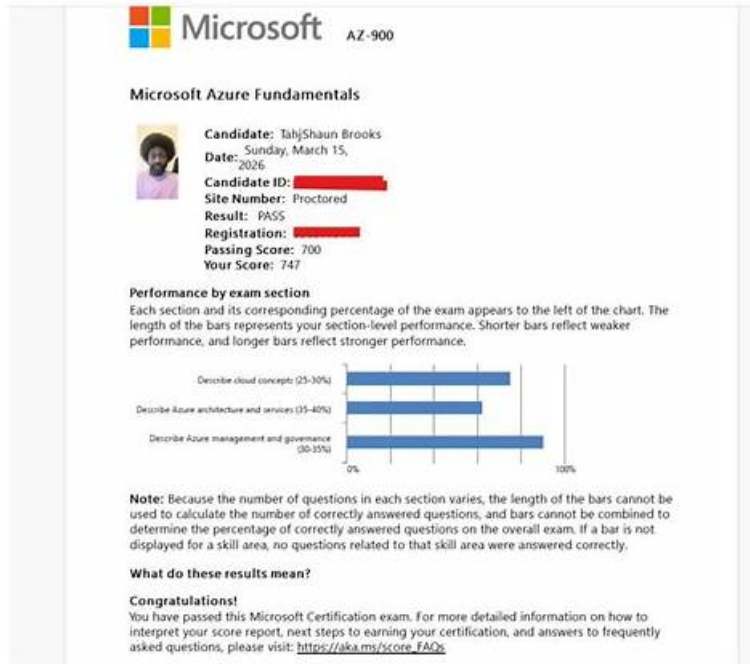 Microsoft AZ-900
Microsoft Azure Fundamentals
Candidate: TahjShaun Brooks
Date: Sunday, March 15,
2026
Candidate ID:
Site Number: Proctored
Result: PASS
Registration:
Passing Score: 700
Your Score: 747
Performance by exam section
Each section and its corresponding percentage of the exam appears to the left of the chart. The
length of the bars represents your section-level performance. Shorter bars reflect weaker
performance, and longer bars reflect stronger performance.
Describe cloud concepts (25-30%)
Describe Azure architecture and services (35-40%)
Describe Azure management and governance
(30-35%)
0% 100%
Note: Because the number of questions in each section varies, the length of the bars cannot be
used to calculate the number of correctly answered questions, and bars cannot be combined to
determine the percentage of correctly answered questions on the overall exam. If a bar is not
displayed for a skill area, no questions related to that skill area were answered correctly.
What do these results mean?
Congratulations!
You have passed this Microsoft Certification exam. For more detailed information on how to
interpret your score report, next steps to earning your certification, and answers to frequently
asked questions, please visit: https://aka.ms/score_FAQs